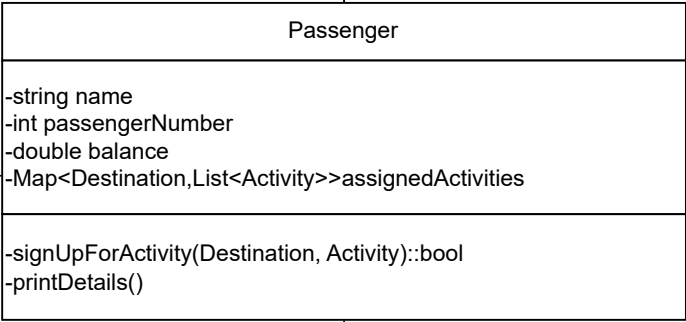 Passenger
-string name
-int passengerNumber
-double balance
-Map<Destination,List<Activity>>assignedActivities
-signUpForActivity(Destination, Activity)::bool
-printDetails()